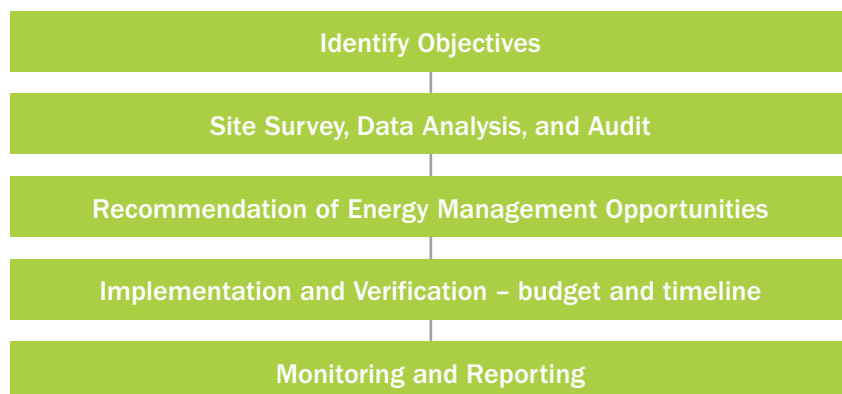 Identify Objectives
Site Survey, Data Analysis, and Audit
Recommendation of Energy Management Opportunities
Implementation and Verification – budget and timeline
Monitoring and Reporting